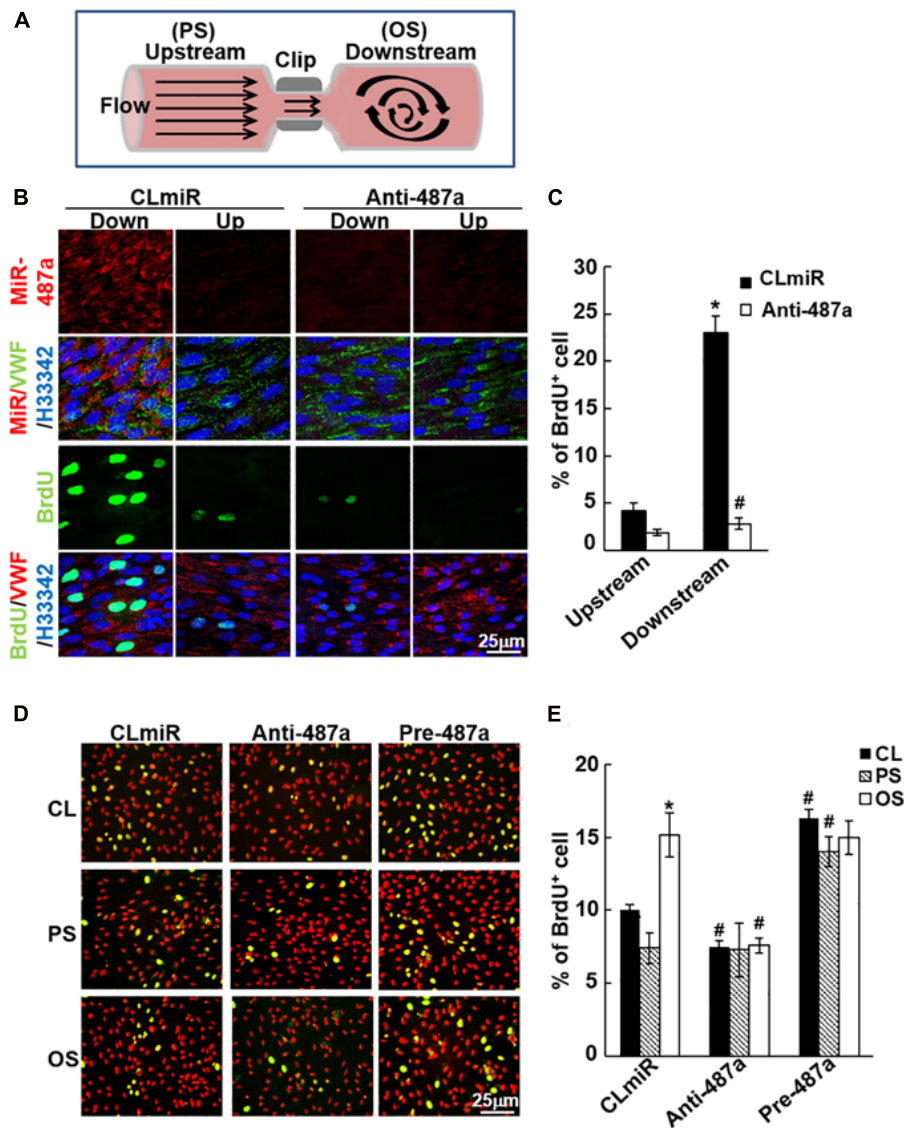 A
(PS)
Upstream
Clip
(OS)
Downstream
Flow
B
CLmiR
Anti-487a
Down
Up
Down
Up
MiR-
487a
MiR/VWF
/H33342
BrdU
BrdU/VWF
/H33342
25μm
C
% of BrdU+ cell
30
25
20
15
10
5
0
CLmiR
Anti-487a
*
#
Upstream
Downstream
D
CLmiR
Anti-487a
Pre-487a
CL
PS
OS
25μm
E
% of BrdU+ cell
20
15
10
5
0
CL
PS
OS
*
#
#
#
#
CLmiR
Anti-487a
Pre-487a